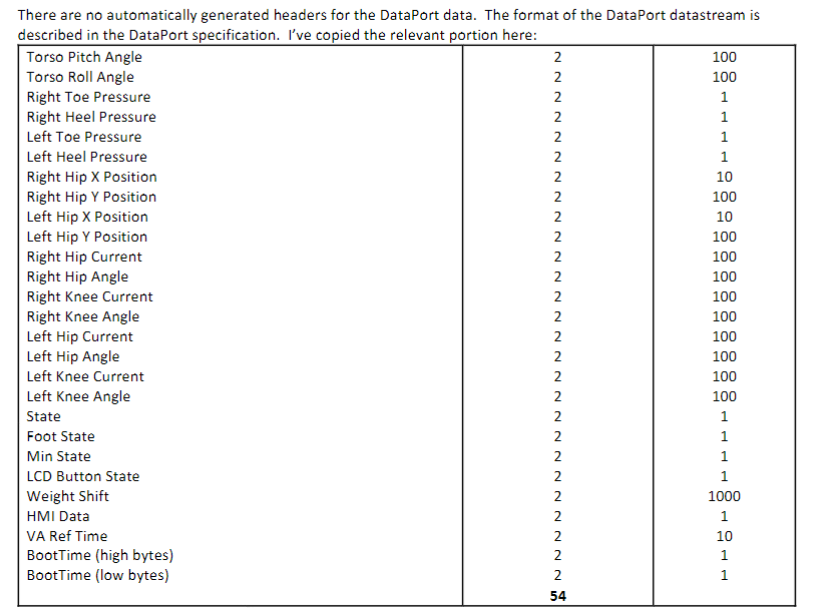 There are no automatically generated headers for the DataPort data.  The format of the DataPort datastream is
described in the DataPort specification.  I've copied the relevant portion here:
Torso Pitch Angle 2 100
Torso Roll Angle 2 100
Right Toe Pressure 2 1
Right Heel Pressure 2 1
Left Toe Pressure 2 1
Left Heel Pressure 2 1
Right Hip X Position 2 10
Right Hip Y Position 2 100
Left Hip X Position 2 10
Left Hip Y Position 2 100
Right Hip Current 2 100
Right Hip Angle 2 100
Right Knee Current 2 100
Right Knee Angle 2 100
Left Hip Current 2 100
Left Hip Angle 2 100
Left Knee Current 2 100
Left Knee Angle 2 100
State 2 1
Foot State 2 1
Min State 2 1
LCD Button State 2 1
Weight Shift 2 1000
HMI Data 2 1
VA Ref Time 2 10
BootTime (high bytes) 2 1
BootTime (low bytes) 2 1
54